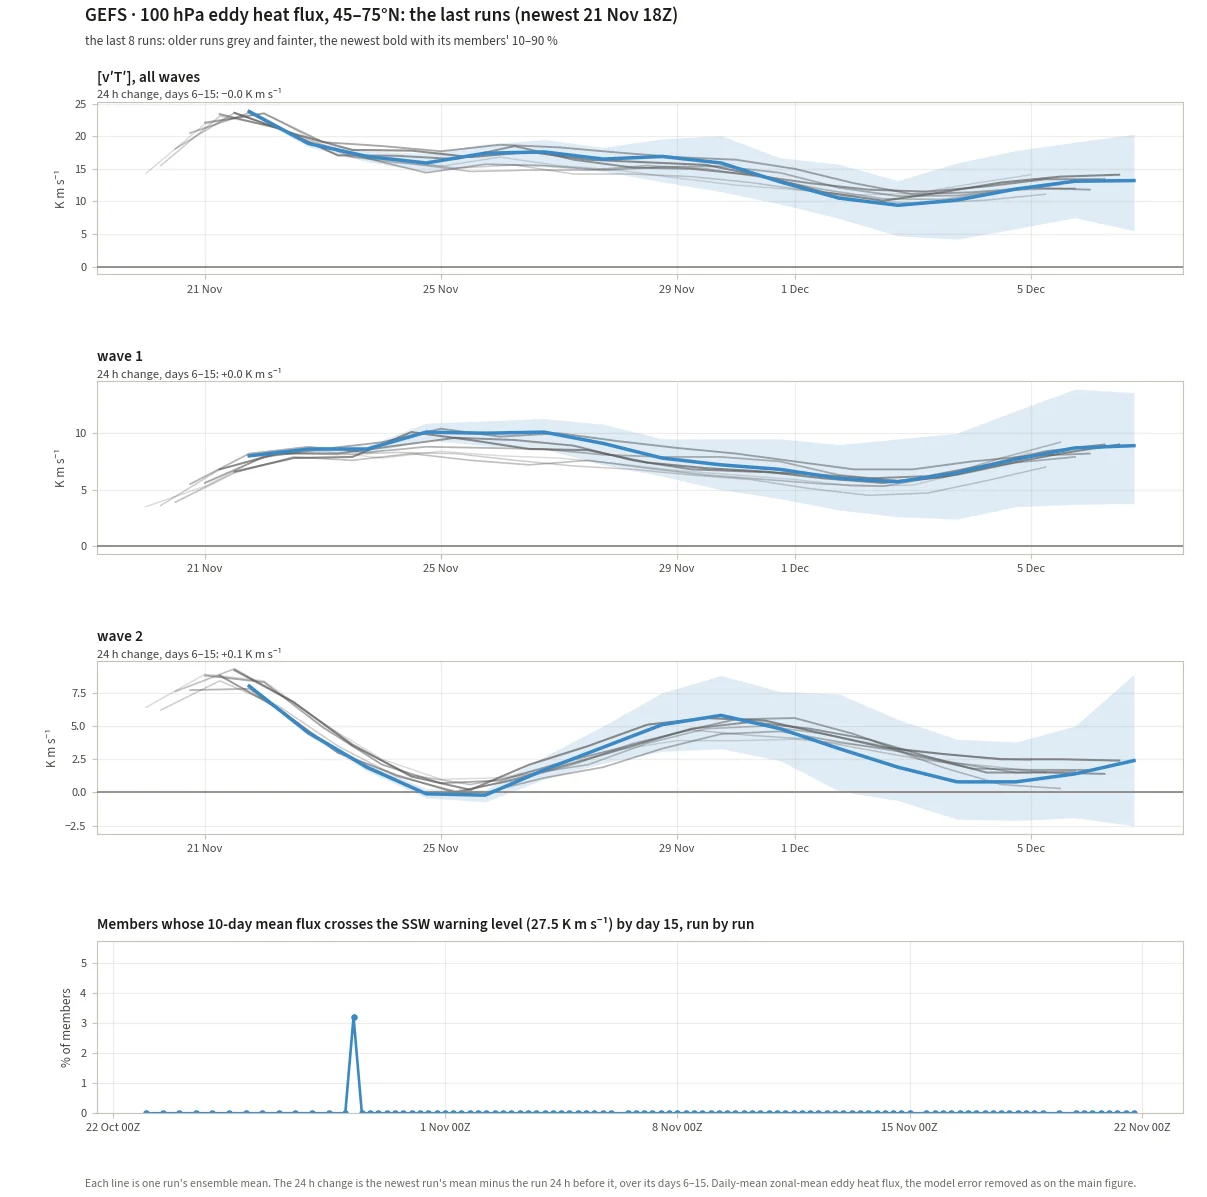 GEFS · 100 hPa eddy heat flux, 45–75°N: the last runs (newest 21 Nov 18Z)
the last 8 runs: older runs grey and fainter, the newest bold with its members' 10–90 %
[v′T′], all waves
24 h change, days 6–15: −0.0 K m s⁻¹
25
20
15
10
5
0
K m s⁻¹
21 Nov
25 Nov
29 Nov
1 Dec
5 Dec
wave 1
24 h change, days 6–15: +0.0 K m s⁻¹
10
5
0
K m s⁻¹
21 Nov
25 Nov
29 Nov
1 Dec
5 Dec
wave 2
24 h change, days 6–15: +0.1 K m s⁻¹
7.5
5.0
2.5
0.0
−2.5
K m s⁻¹
21 Nov
25 Nov
29 Nov
1 Dec
5 Dec
Members whose 10-day mean flux crosses the SSW warning level (27.5 K m s⁻¹) by day 15, run by run
5
4
3
2
1
0
% of members
22 Oct 00Z
1 Nov 00Z
8 Nov 00Z
15 Nov 00Z
22 Nov 00Z
Each line is one run's ensemble mean. The 24 h change is the newest run's mean minus the run 24 h before it, over its days 6–15. Daily-mean zonal-mean eddy heat flux, the model error removed as on the main figure.